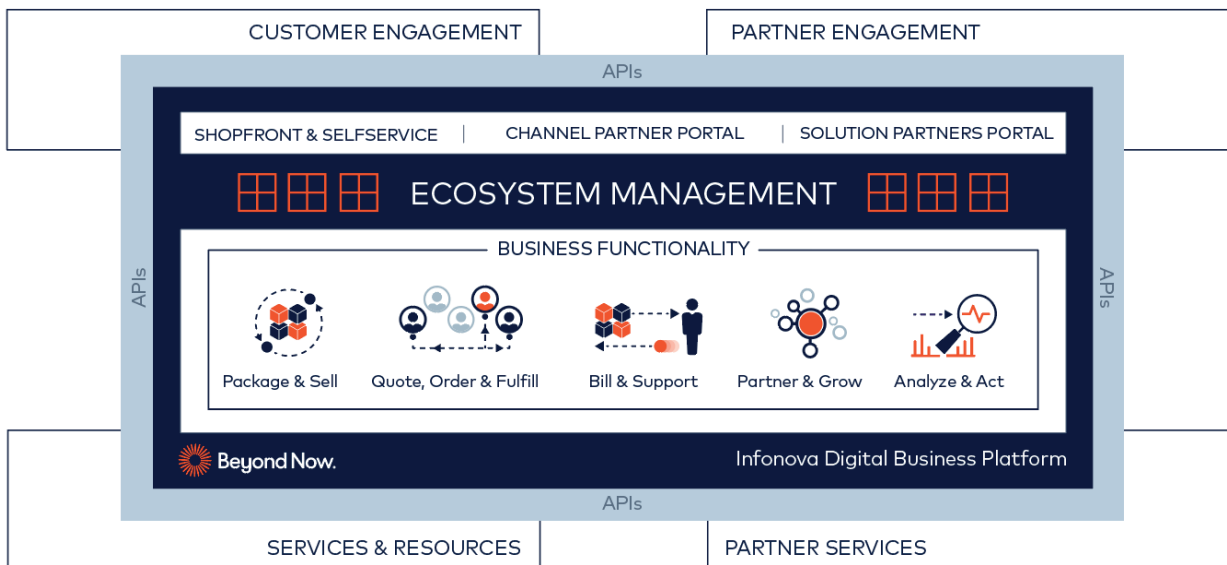 CUSTOMER ENGAGEMENT
PARTNER ENGAGEMENT
APIs
SHOPFRONT & SELFSERVICE | CHANNEL PARTNER PORTAL | SOLUTION PARTNERS PORTAL
ECOSYSTEM MANAGEMENT
BUSINESS FUNCTIONALITY
APIs
APIs
Package & Sell
Quote, Order & Fulfill
Bill & Support
Partner & Grow
Analyze & Act
Beyond Now.
Infonova Digital Business Platform
APIs
SERVICES & RESOURCES
PARTNER SERVICES